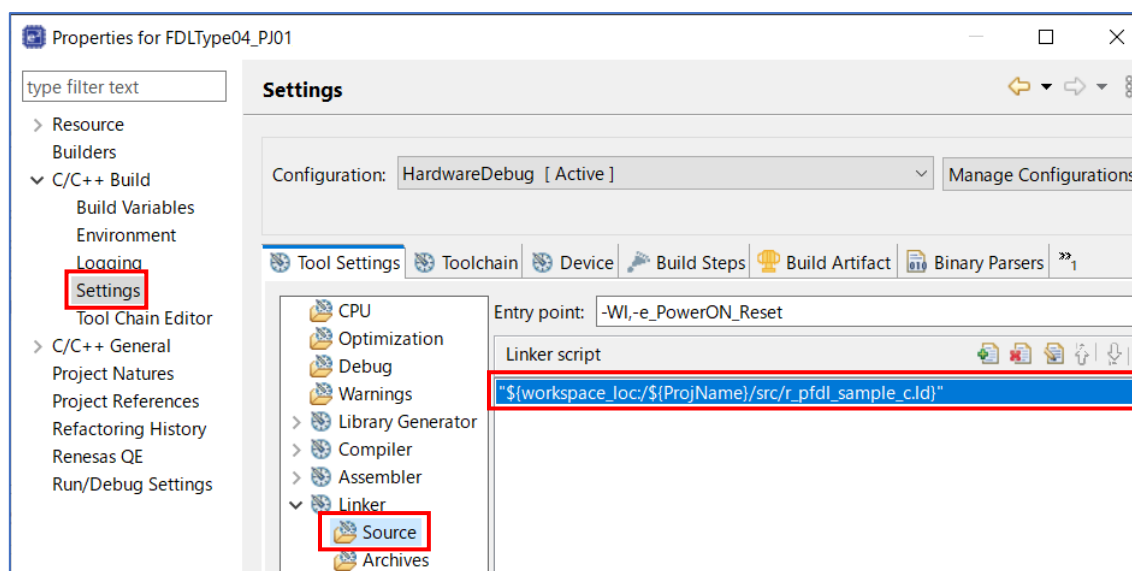 Properties for FDLType04_PJ01
type filter text
Resource
Builders
C/C++ Build
Build Variables
Environment
Logging
Settings
Tool Chain Editor
C/C++ General
Project Natures
Project References
Refactoring History
Renesas QE
Run/Debug Settings
Settings
Configuration: HardwareDebug [ Active ] Manage Configurations
Tool Settings Toolchain Device Build Steps Build Artifact Binary Parsers »1
CPU
Optimization
Debug
Warnings
Library Generator
Compiler
Assembler
Linker
Source
Archives
Entry point: -Wl,-e_PowerON_Reset
Linker script
"${workspace_loc:/${ProjName}/src/r_pfdl_sample_c.ld}"